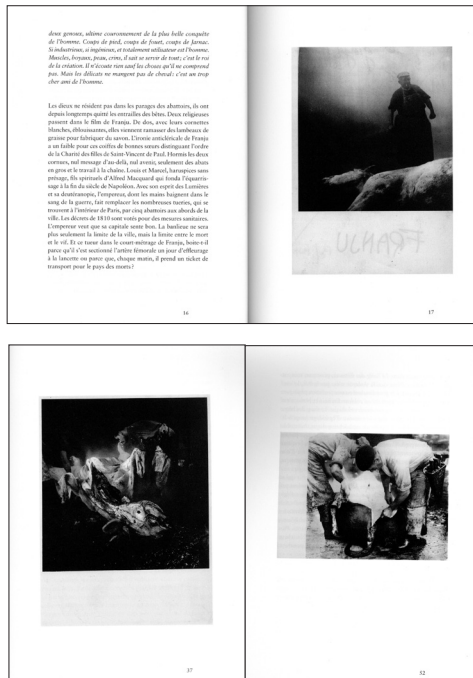 deux genoux, ultime couronnement de la plus belle conquête
de l'homme. Coups de pied, coups de fouet, coups de Jarnac.
Si industrieux, si ingénieux, et totalement utilisateur est l'homme.
Muscles, boyaux, peau, crins, il sait se servir de tout ; c'est le roi
de la création. Il n'écoute rien sauf les choses qu'il ne comprend
pas. Mais les délicats ne mangent pas de cheval : c'est un trop
cher ami de l'homme.
Les dieux ne résident pas dans les parages des abattoirs, ils ont
depuis longtemps quitté les entrailles des bêtes. Deux religieuses
passent dans le film de Franju. De dos, avec leurs cornettes
blanches, éblouissantes, elles viennent ramasser des lambeaux de
graisse pour fabriquer du savon. L'ironie anticléricale de Franju
a un faible pour ces coiffes de bonnes sœurs distinguant l'ordre
de la Charité des filles de Saint-Vincent de Paul. Hormis les deux
cornues, nul message d'au-delà, nul avenir, seulement des abats
en gros et le travail à la chaîne. Louis et Marcel, haruspices sans
présage, fils spirituels d'Alfred Macquard qui fonda l'équarris-
sage à la fin du siècle de Napoléon. Avec son esprit des Lumières
et sa deutéranopie, l'empereur, dont les mains baignent dans le
sang de la guerre, fait remplacer les nombreuses tueries, qui se
trouvent à l'intérieur de Paris, par cinq abattoirs aux abords de la
ville. Les décrets de 1810 sont votés pour des mesures sanitaires.
L'empereur veut que sa capitale sente bon. La banlieue ne sera
plus seulement la limite de la ville, mais la limite entre le mort
et le vif. Et ce tueur dans le court-métrage de Franju, boite-t-il
parce qu'il s'est sectionné l'artère fémorale un jour d'effleurage
à la lancette ou parce que, chaque matin, il prend un ticket de
transport pour le pays des morts ?
16
FRANJU
17
37
52